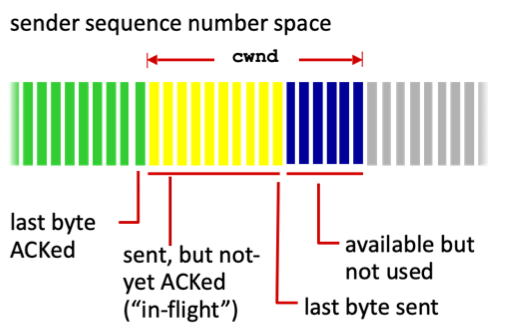 sender sequence number space
cwnd
last byte
ACKed
sent, but not-
yet ACKed
(“in-flight”)
available but
not used
last byte sent